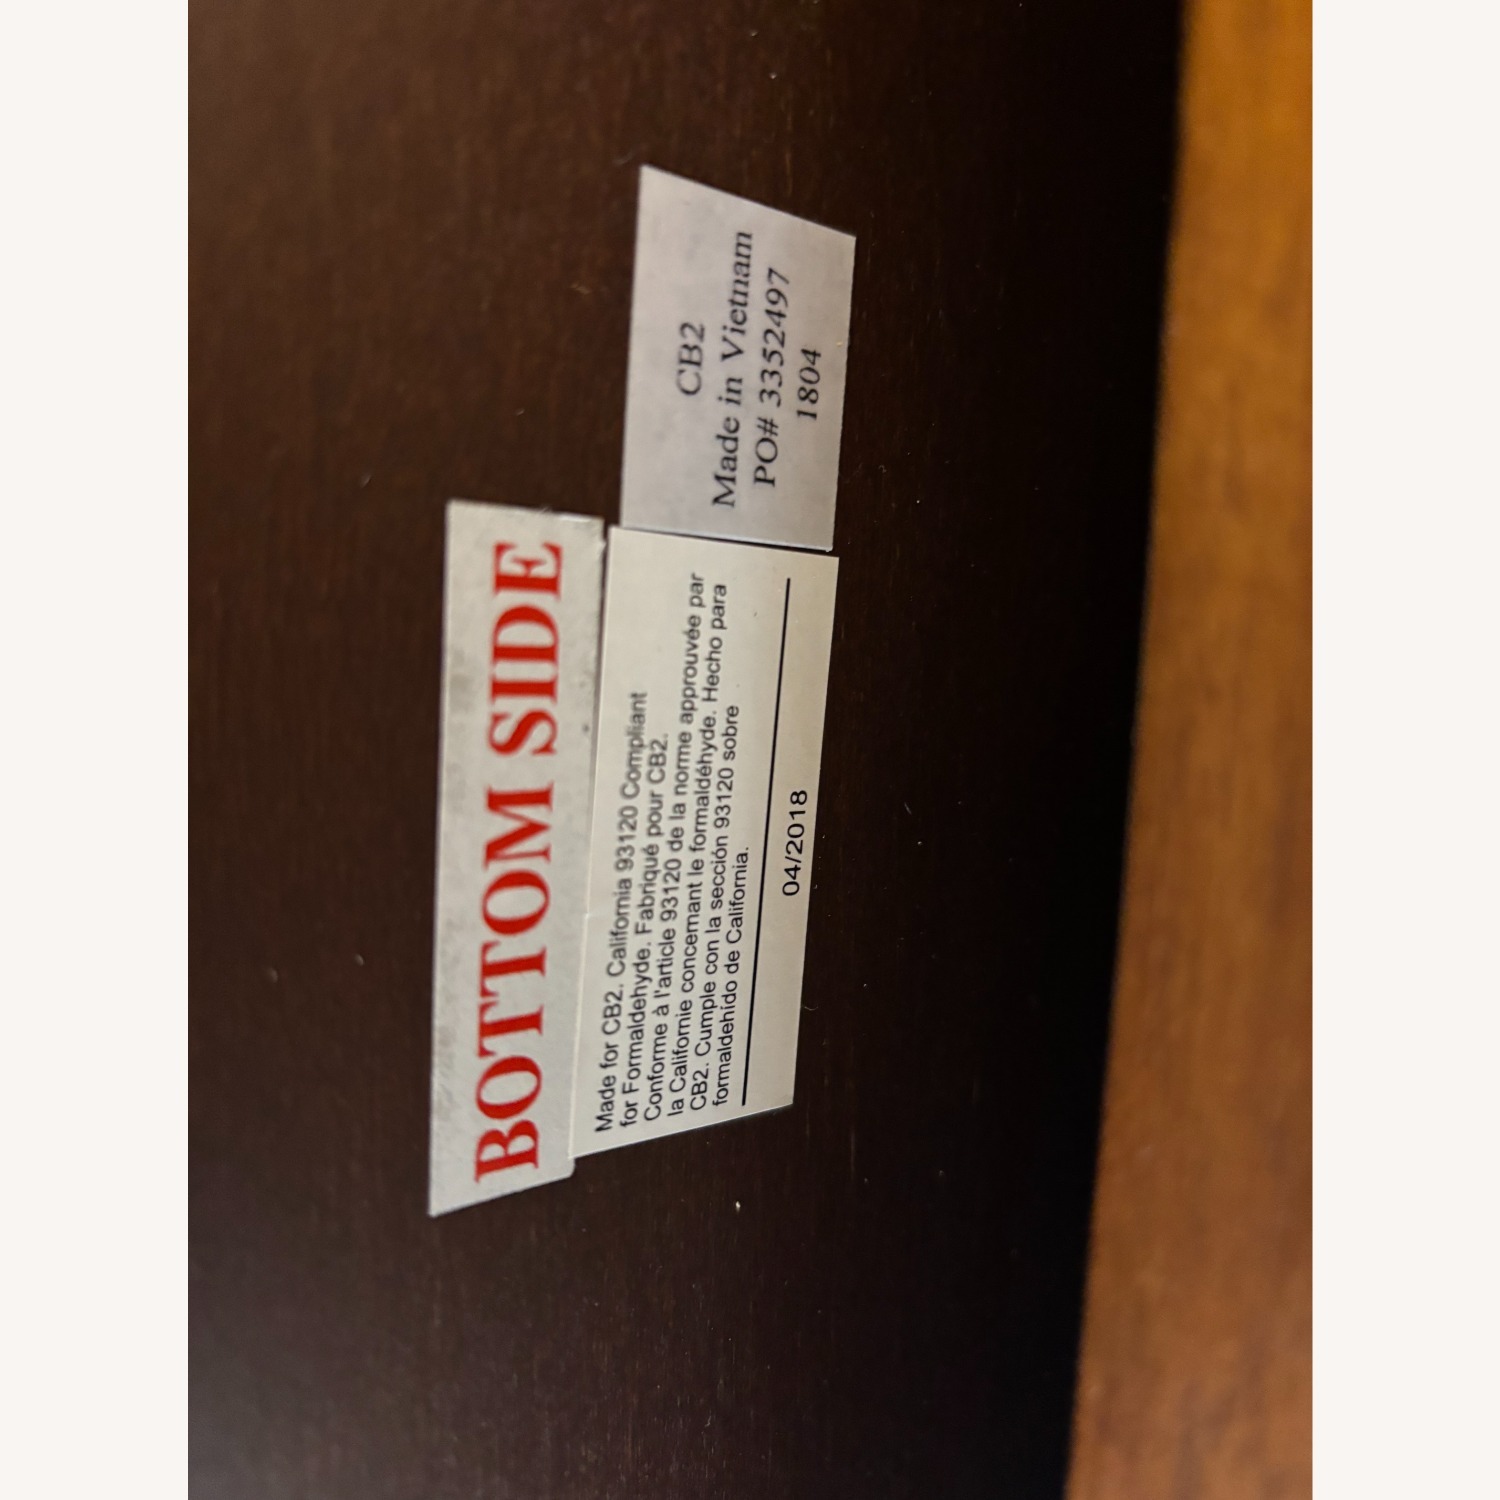 BOTTOM SIDE
Made for CB2. California 93120 Compliant
for Formaldehyde. Fabriqué pour CB2.
Conforme à l'article 93120 de la norme approuvée par
la Californie concernant le formaldéhyde. Hecho para
CB2. Cumple con la sección 93120 sobre
formaldehído de California.
04/2018
CB2
Made in Vietnam
PO# 3352497
1804